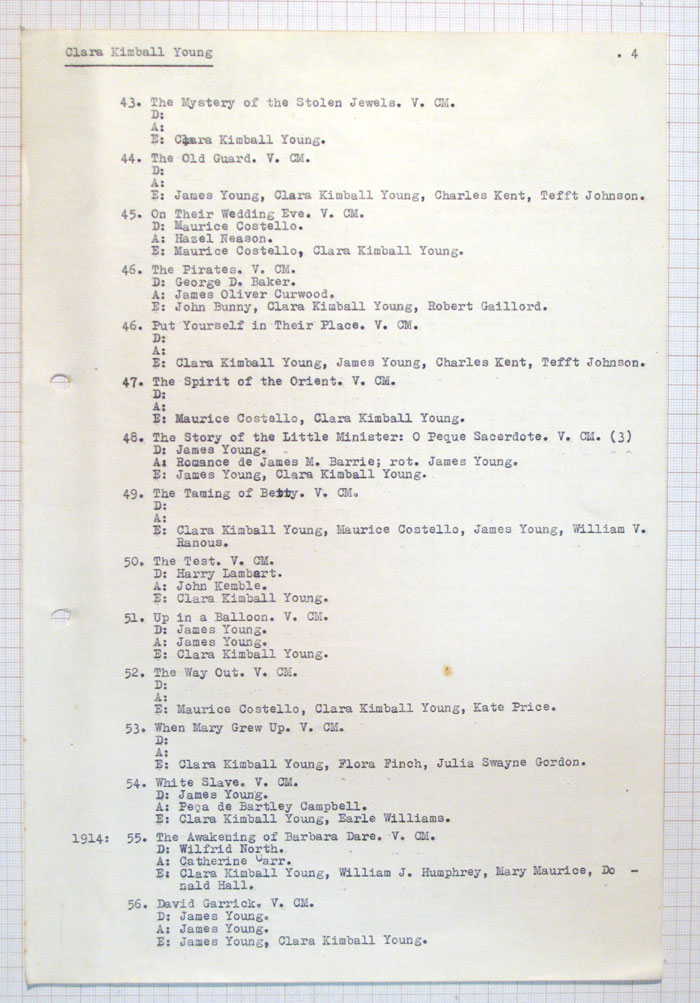 Clara Kimball Young . 4
43. The Mystery of the Stolen Jewels. V. CM.
D:
A:
E: Clara Kimball Young.
44. The Old Guard. V. CM.
D:
A:
E: James Young, Clara Kimball Young, Charles Kent, Tefft Johnson.
45. On Their Wedding Eve. V. CM.
D: Maurice Costello.
A: Hazel Neason.
E: Maurice Costello, Clara Kimball Young.
46. The Pirates. V. CM.
D: George D. Baker.
A: James Oliver Curwood.
E: John Bunny, Clara Kimball Young, Robert Gaillord.
46. Put Yourself in Their Place. V. CM.
D:
A:
E: Clara Kimball Young, James Young, Charles Kent, Tefft Johnson.
47. The Spirit of the Orient. V. CM.
D:
A:
E: Maurice Costello, Clara Kimball Young.
48. The Story of the Little Minister: O Peque Sacerdote. V. CM. (3)
D: James Young.
A: Romance de James M. Barrie; rot. James Young.
E: James Young, Clara Kimball Young.
49. The Taming of Betty. V. CM.
D:
A:
E: Clara Kimball Young, Maurice Costello, James Young, William V.
Ranous.
50. The Test. V. CM.
D: Harry Lambart.
A: John Kemble.
E: Clara Kimball Young.
51. Up in a Balloon. V. CM.
D: James Young.
A: James Young.
E: Clara Kimball Young.
52. The Way Out. V. CM.
D:
A:
E: Maurice Costello, Clara Kimball Young, Kate Price.
53. When Mary Grew Up. V. CM.
D:
A:
E: Clara Kimball Young, Flora Finch, Julia Swayne Gordon.
54. White Slave. V. CM.
D: James Young.
A: Peça de Bartley Campbell.
E: Clara Kimball Young, Earle Williams.
1914: 55. The Awakening of Barbara Dare. V. CM.
D: Wilfrid North.
A: Catherine Carr.
E: Clara Kimball Young, William J. Humphrey, Mary Maurice, Do -
nald Hall.
56. David Garrick. V. CM.
D: James Young.
A: James Young.
E: James Young, Clara Kimball Young.